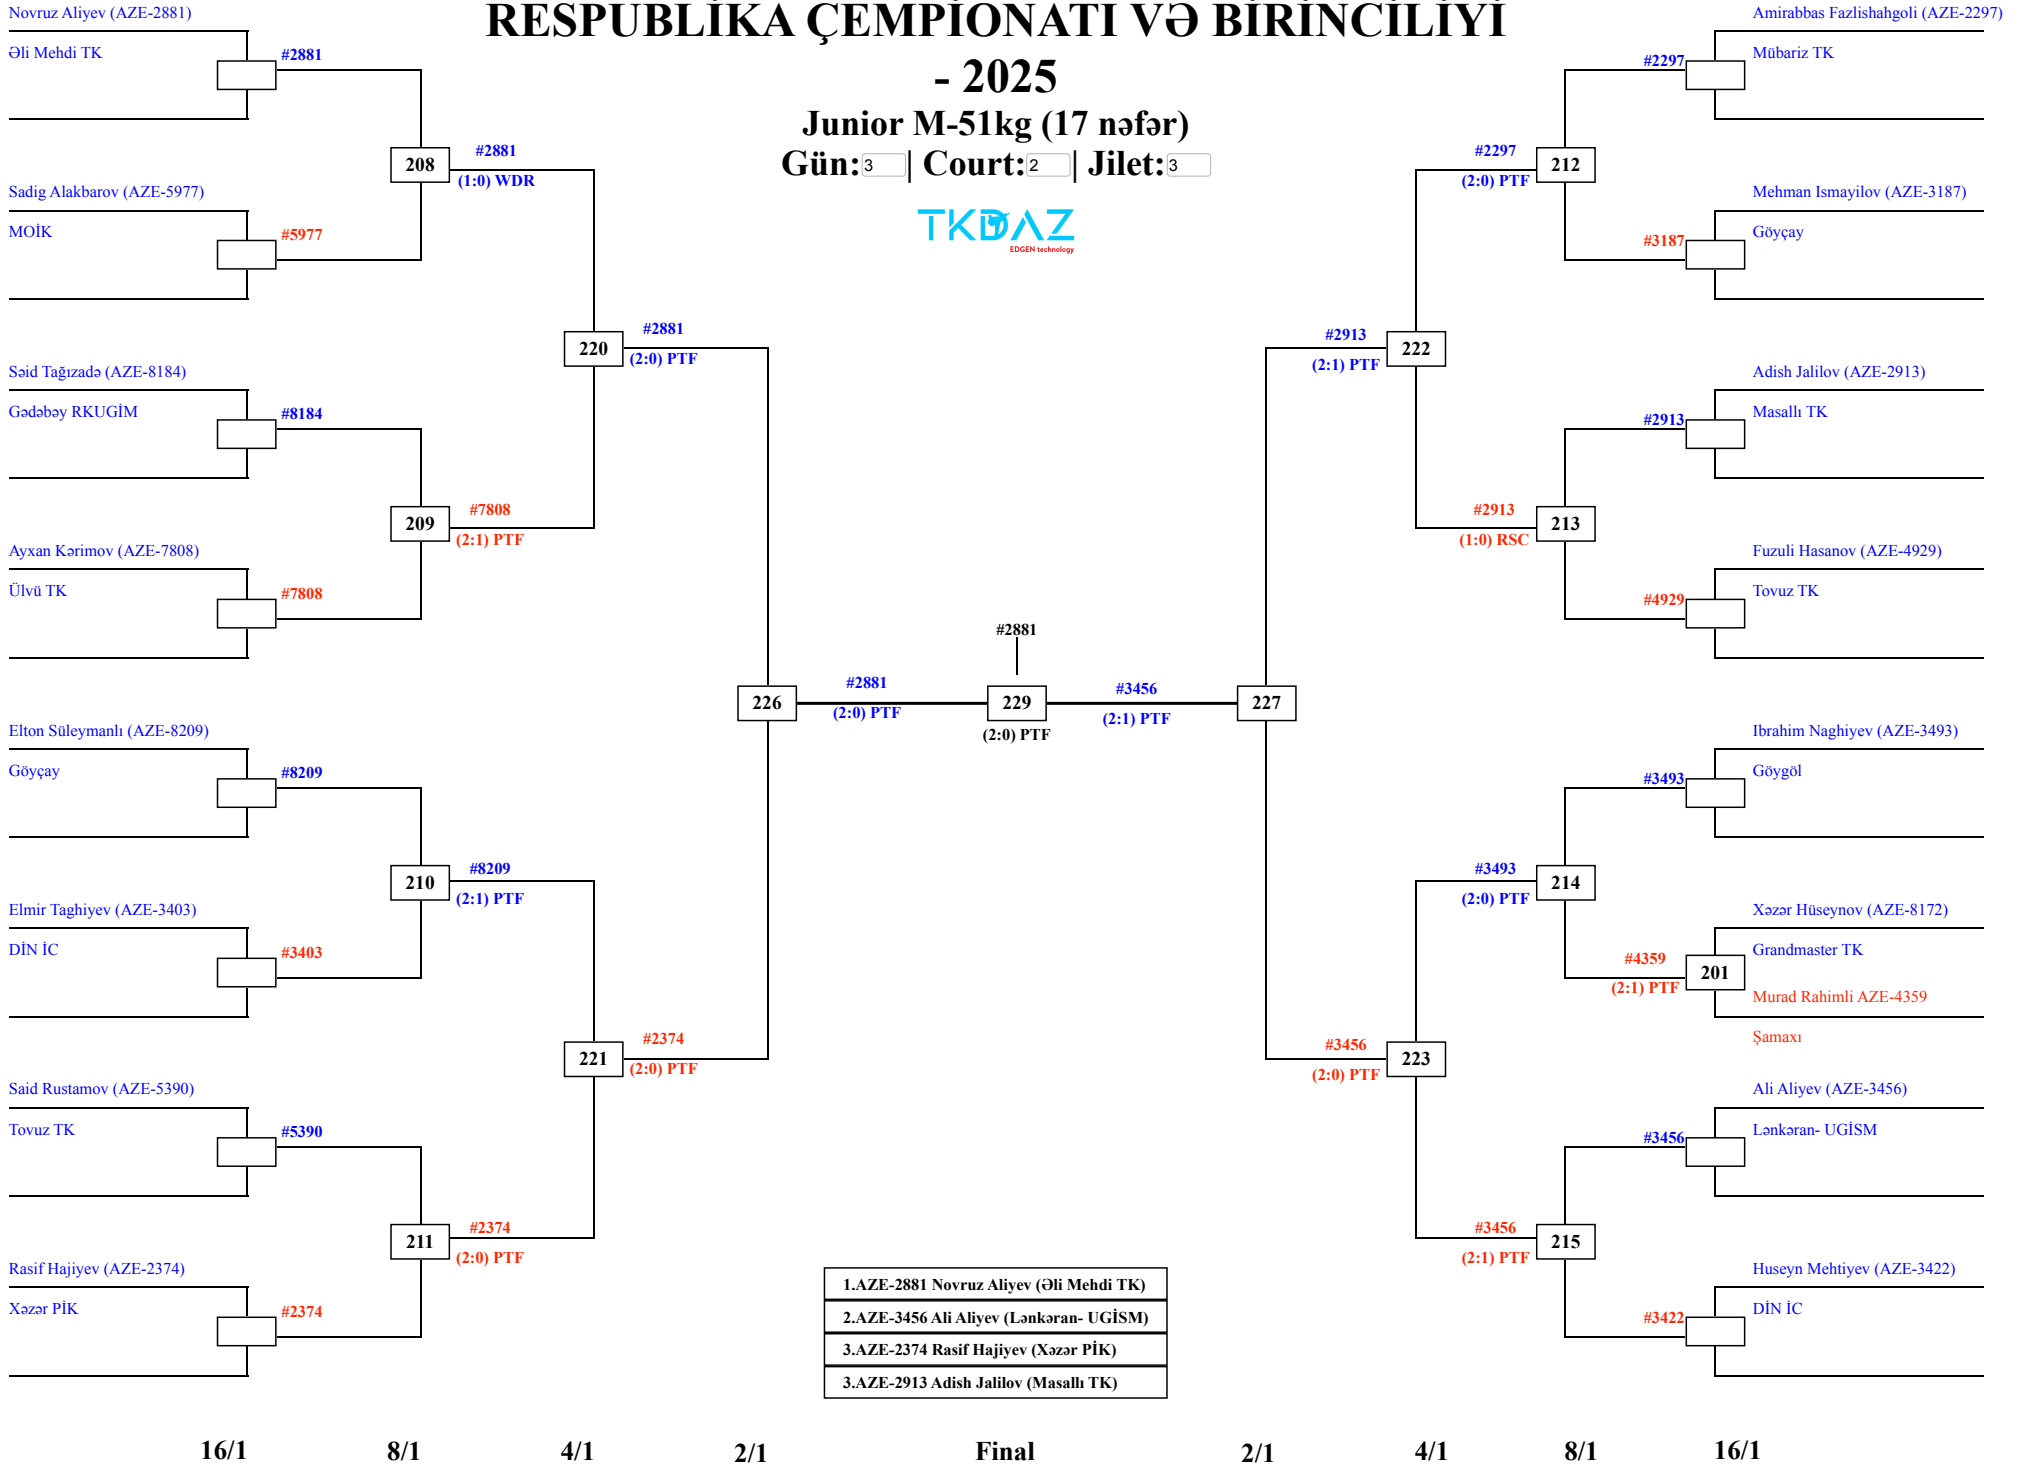 RESPUBLİKA ÇEMPİONATI VƏ BİRİNCİLİYİ
- 2025
Junior M-51kg (17 nəfər)
Gün: 3 | Court: 2 | Jilet: 3
TKDAZ
EDGEN technology
Novruz Aliyev (AZE-2881)
Əli Mehdi TK
#2881
Sadig Alakbarov (AZE-5977)
MOİK
#5977
208
#2881
(1:0) WDR
Səid Tağızadə (AZE-8184)
Gədəbəy RKUGİM
#8184
Ayxan Kərimov (AZE-7808)
Ülvü TK
#7808
209
#7808
(2:1) PTF
220
#2881
(2:0) PTF
Elton Süleymanlı (AZE-8209)
Göyçay
#8209
Elmir Taghiyev (AZE-3403)
DİN İC
#3403
210
#8209
(2:1) PTF
Said Rustamov (AZE-5390)
Tovuz TK
#5390
Rasif Hajiyev (AZE-2374)
Xəzər PİK
#2374
211
#2374
(2:0) PTF
221
#2374
(2:0) PTF
226
#2881
(2:0) PTF
#2881
229
(2:0) PTF
#3456
(2:1) PTF
227
#2913
(2:1) PTF
222
#2297
(2:0) PTF
212
#2297
Amirabbas Fazlishahgoli (AZE-2297)
Mübariz TK
#3187
Mehman Ismayilov (AZE-3187)
Göyçay
#2913
(1:0) RSC
213
#2913
Adish Jalilov (AZE-2913)
Masallı TK
#4929
Fuzuli Hasanov (AZE-4929)
Tovuz TK
#3456
(2:0) PTF
223
#3493
(2:0) PTF
214
#3493
Ibrahim Naghiyev (AZE-3493)
Göygöl
#4359
(2:1) PTF
201
Xəzər Hüseynov (AZE-8172)
Grandmaster TK
Murad Rahimli AZE-4359
Şamaxı
#3456
(2:1) PTF
215
#3456
Ali Aliyev (AZE-3456)
Lənkəran- UGİSM
#3422
Huseyn Mehtiyev (AZE-3422)
DİN İC
1.AZE-2881 Novruz Aliyev (Əli Mehdi TK)
2.AZE-3456 Ali Aliyev (Lənkəran- UGİSM)
3.AZE-2374 Rasif Hajiyev (Xəzər PİK)
3.AZE-2913 Adish Jalilov (Masallı TK)
16/1 8/1 4/1 2/1 Final 2/1 4/1 8/1 16/1